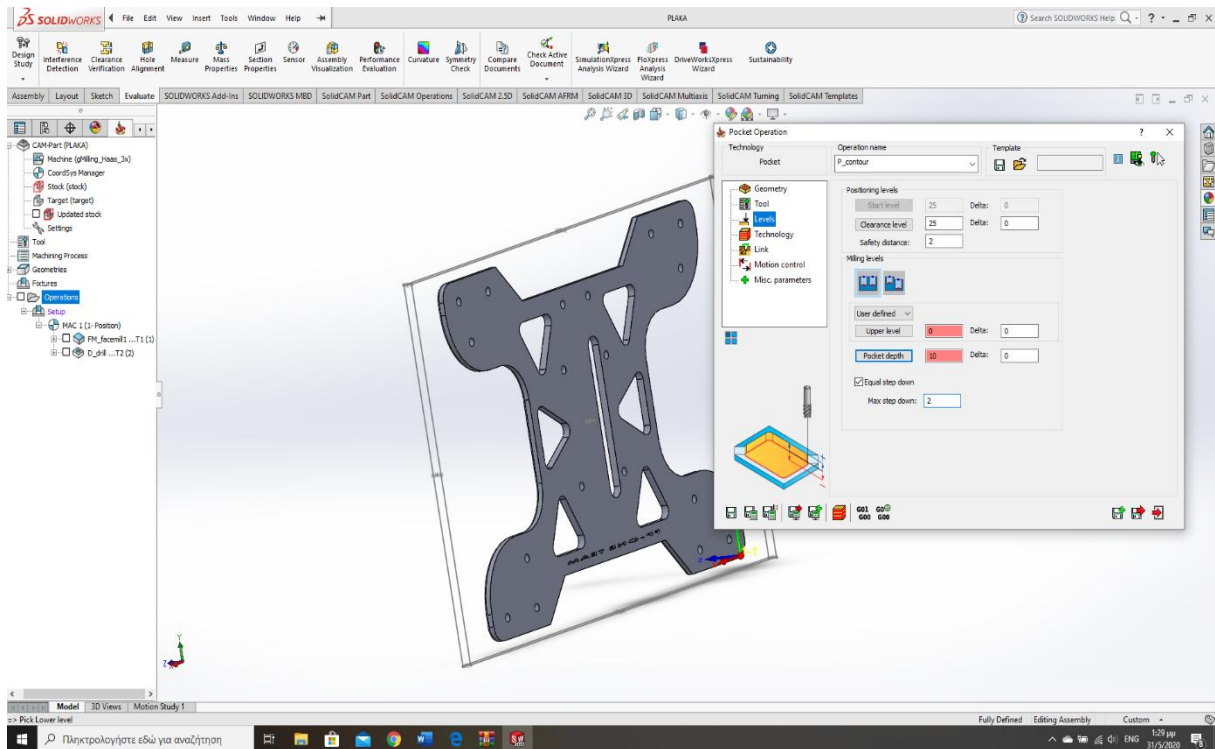 SOLIDWORKS File Edit View Insert Tools Window Help PLAKA Search SOLIDWORKS Help
Design Study
Interference Detection
Clearance Verification
Hole Alignment
Measure
Mass Properties
Section Properties
Sensor
Assembly Visualization
Performance Evaluation
Curvature
Symmetry Check
Compare Documents
Check Active Document
SimulationXpress Analysis Wizard
FloXpress Analysis Wizard
DriveWorksXpress Wizard
Sustainability
Assembly Layout Sketch Evaluate SOLIDWORKS Add-Ins SOLIDWORKS MBD SolidCAM Part SolidCAM Operations SolidCAM 2.5D SolidCAM AFRM SolidCAM 3D SolidCAM Multiaxis SolidCAM Turning SolidCAM Templates
CAM-Part (PLAKA)
Machine (gMilling_Haas_3x)
CoordSys Manager
Stock (stock)
Target (target)
Updated stock
Settings
Tool
Machining Process
Geometries
Fixtures
Operations
Setup
MAC 1 (1- Position)
FM_facemill1 ...T1 (1)
D_drill ...T2 (2)
Pocket Operation ? X
Technology
Pocket
Operation name
P_contour
Template
Geometry
Tool
Levels
Technology
Link
Motion control
Misc. parameters
Positioning levels
Start level 25 Delta: 0
Clearance level 25 Delta: 0
Safety distance: 2
Milling levels
User defined
Upper level 0 Delta: 0
Pocket depth 10 Delta: 0
Equal step down
Max step down: 2
G01 G00
G00 G00
Y
Z
Model 3D Views Motion Study 1
=> Pick Lower level Fully Defined Editing Assembly Custom
Πληκτρολογήστε εδώ για αναζήτηση
ENG
1:29 μμ
31/5/2020